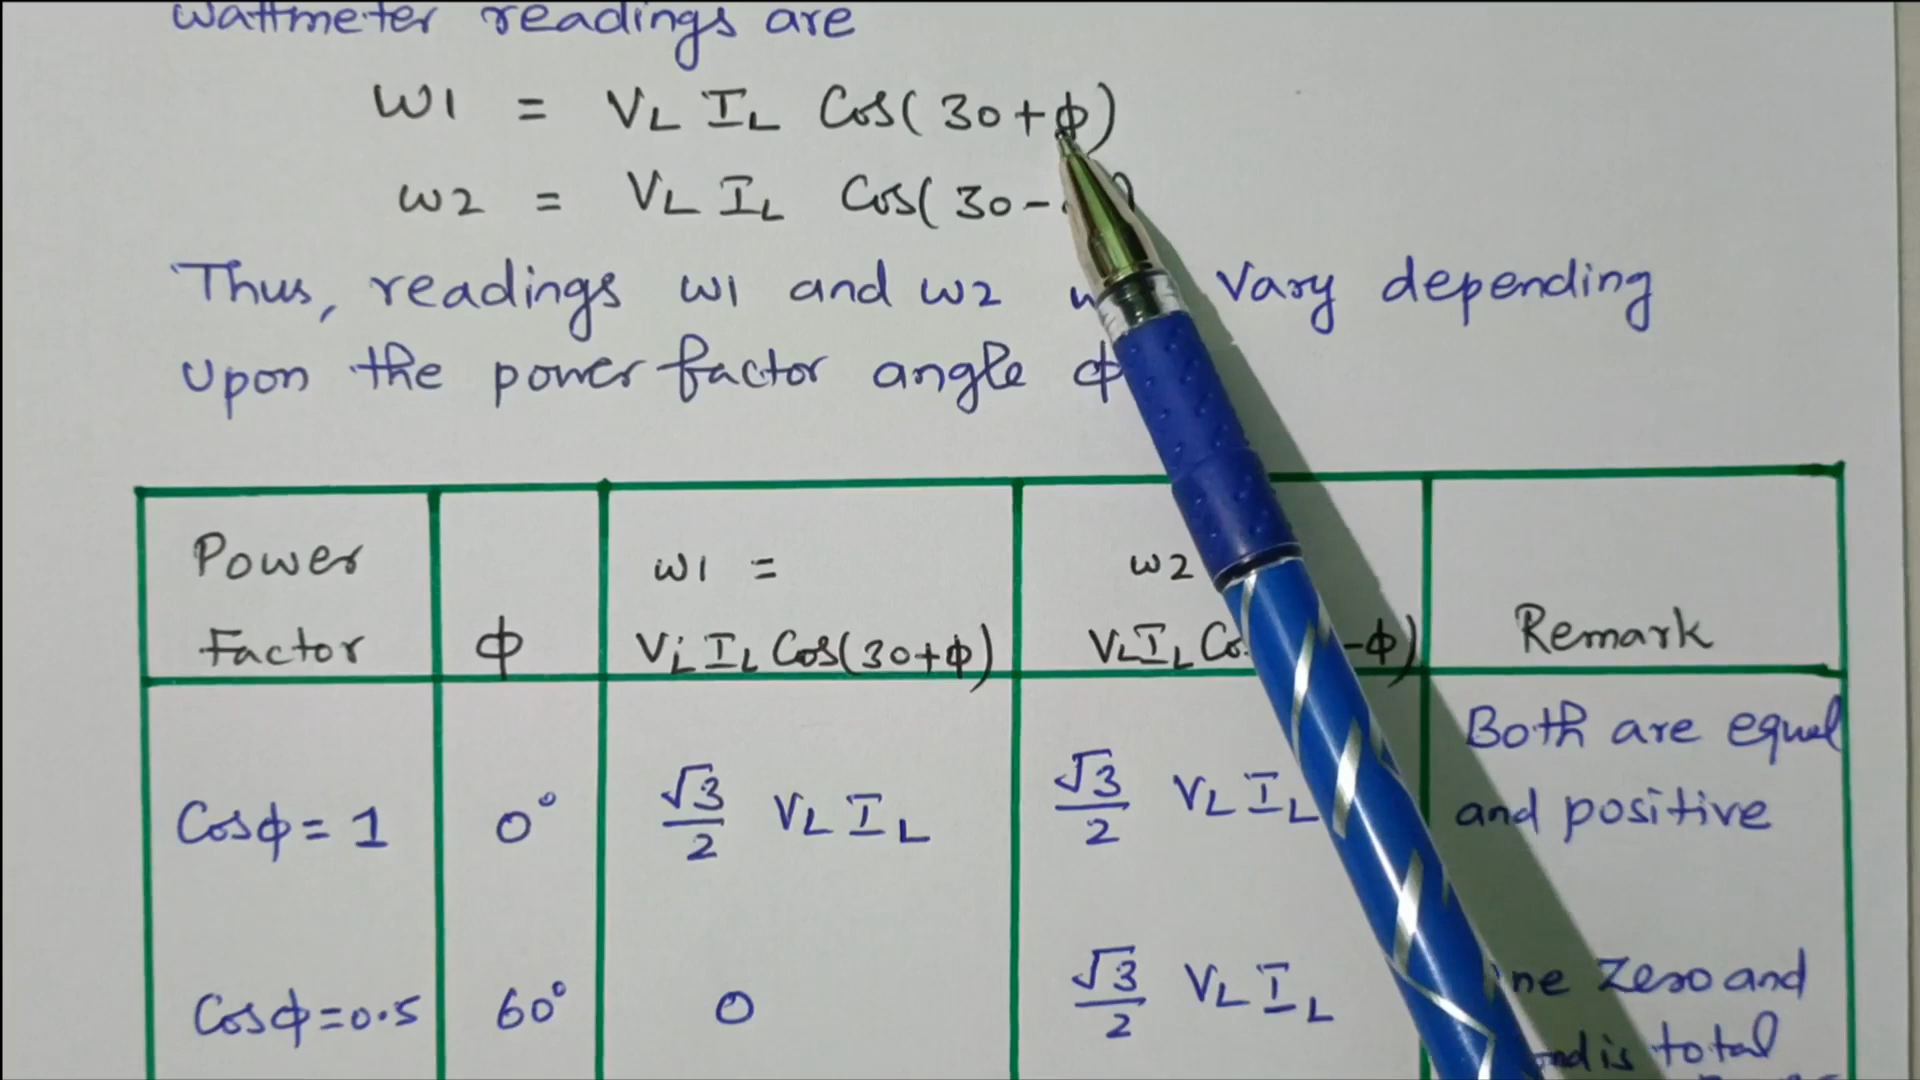 Wattmeter readings are
W1 = VL IL Cos(30+ϕ)
W2 = VL IL Cos(30-
Thus, readings W1 and W2 vary depending
Upon the power factor angle ϕ
Power Factor
ϕ
W1 = VL IL Cos(30+ϕ)
W2 VL IL Co -ϕ)
Remark
Cosϕ = 1
0°
√3/2 VL IL
√3/2 VL IL
Both are equal
and positive
Cosϕ = 0.5
60°
0
√3/2 VL IL
Zero and
is total